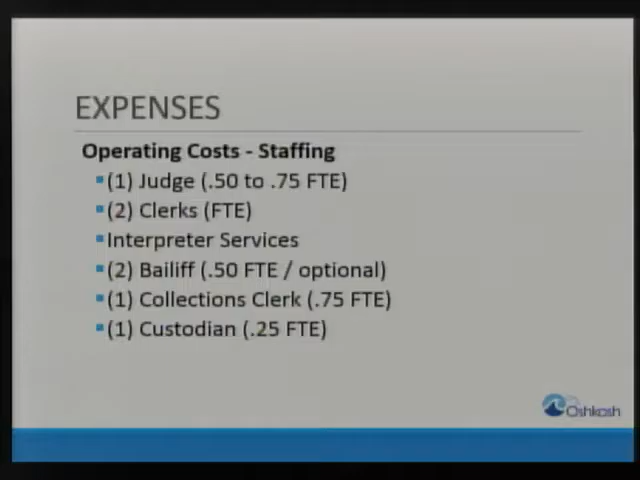 EXPENSES
Operating Costs - Staffing
(1) Judge (.50 to .75 FTE)
(2) Clerks (FTE)
Interpreter Services
(2) Bailiff (.50 FTE / optional)
(1) Collections Clerk (.75 FTE)
(1) Custodian (.25 FTE)
Oshkosh